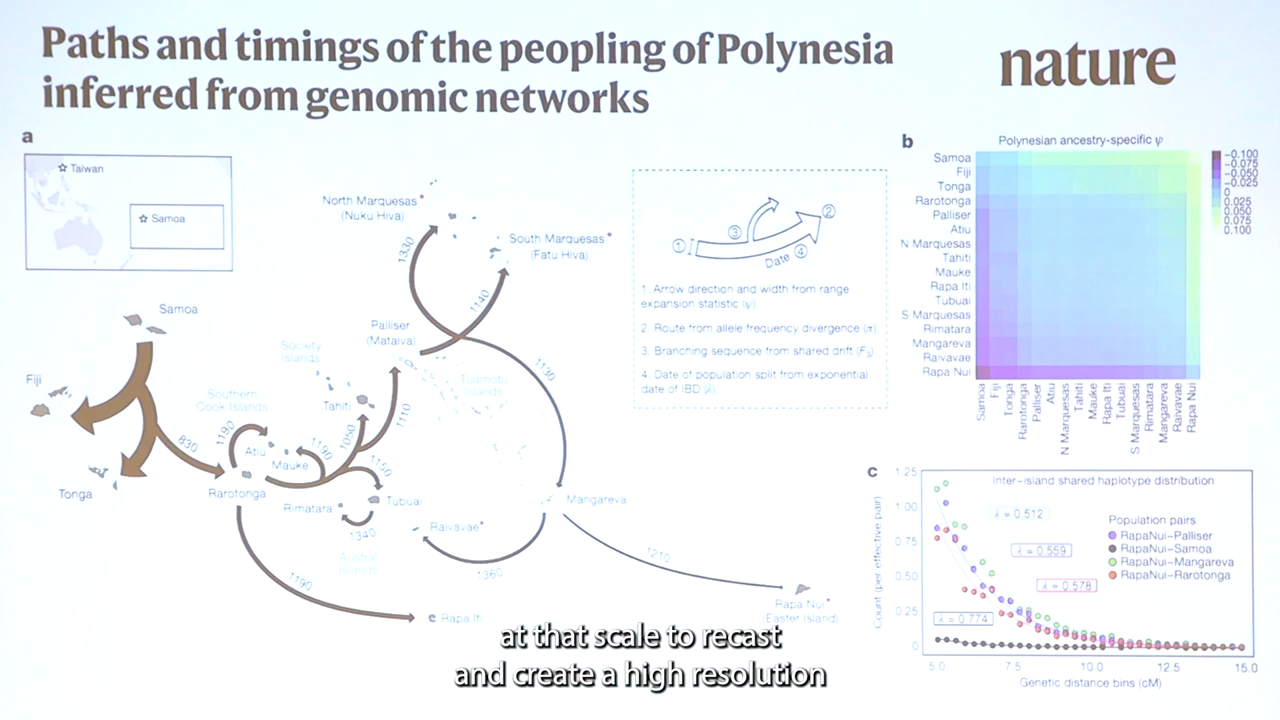 Paths and timings of the peopling of Polynesia
inferred from genomic networks
nature
a
Taiwan
Samoa
North Marquesas*
(Nuku Hiva)
South Marquesas*
(Fatu Hiva)
1330
1140
Samoa
Palliser
(Mataiva)
Society
Islands
Tuamotu
Islands
1130
Fiji
Southern
Cook Islands
Tahiti
1110
1050
1190
830
Atiu
1190
Mauke
1150
Tonga
Rarotonga
Rimatara
Tubuai
Mangareva
1340
Raivavae*
Austral
Islands
1360
1210
1190
Rapa Iti
Rapa Nui*
(Easter Island)
1
2
3
Date 4
1. Arrow direction and width from range
expansion statistic (ψ)
2. Route from allele frequency divergence (π)
3. Branching sequence from shared drift (F3)
4. Date of population split from exponential
date of IBD (λ)
b
Polynesian ancestry-specific ψ
Samoa
Fiji
Tonga
Rarotonga
Palliser
Atiu
N Marquesas
Tahiti
Mauke
Rapa Iti
Tubuai
S Marquesas
Rimatara
Mangareva
Raivavae
Rapa Nui
-0.100
-0.075
-0.050
-0.025
0
0.025
0.050
0.075
0.100
Samoa
Fiji
Tonga
Rarotonga
Palliser
Atiu
N Marquesas
Tahiti
Mauke
Rapa Iti
Tubuai
S Marquesas
Rimatara
Mangareva
Raivavae
Rapa Nui
c
Inter-island shared haplotype distribution
Count (per effective pair)
1.25
1.00
0.75
0.50
0.25
0
λ = 0.512
λ = 0.559
λ = 0.578
λ = 0.774
Population pairs
RapaNui–Palliser
RapaNui–Samoa
RapaNui–Mangareva
RapaNui–Rarotonga
5.0
7.5
10.0
12.5
15.0
Genetic distance bins (cM)
at that scale to recast
and create a high resolution